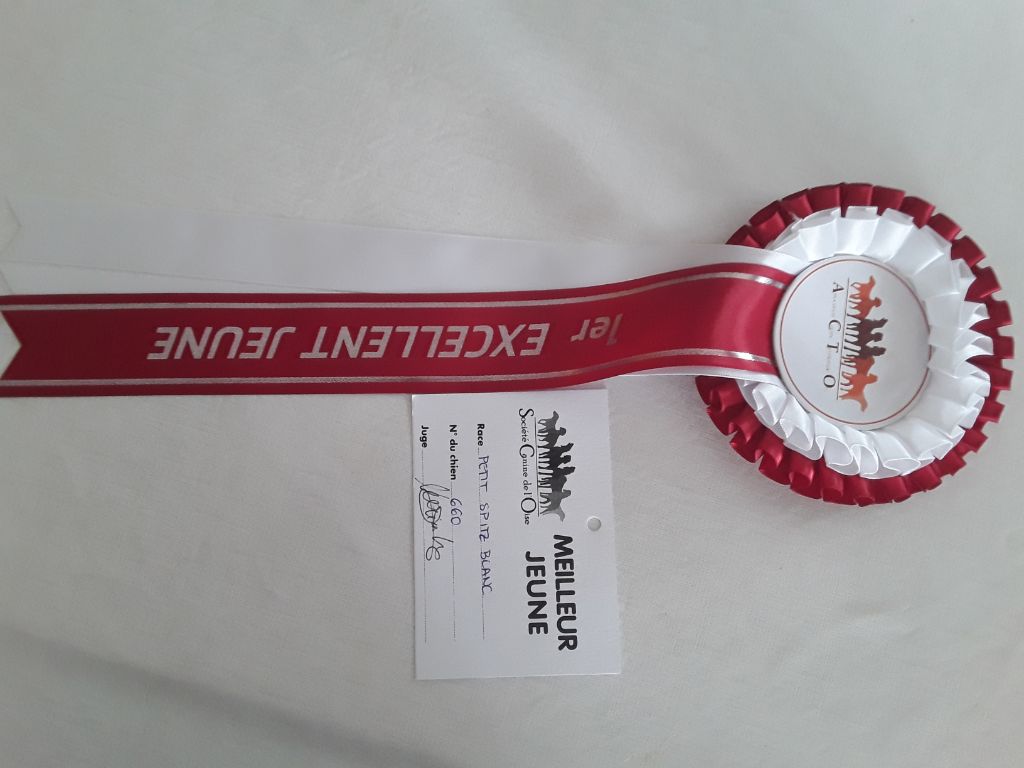 1er EXCELLENT JEUNE
Société Canine de l'Oise
MEILLEUR
JEUNE
Race PETIT SPITZ BLANC
N° du chien 660
Juge